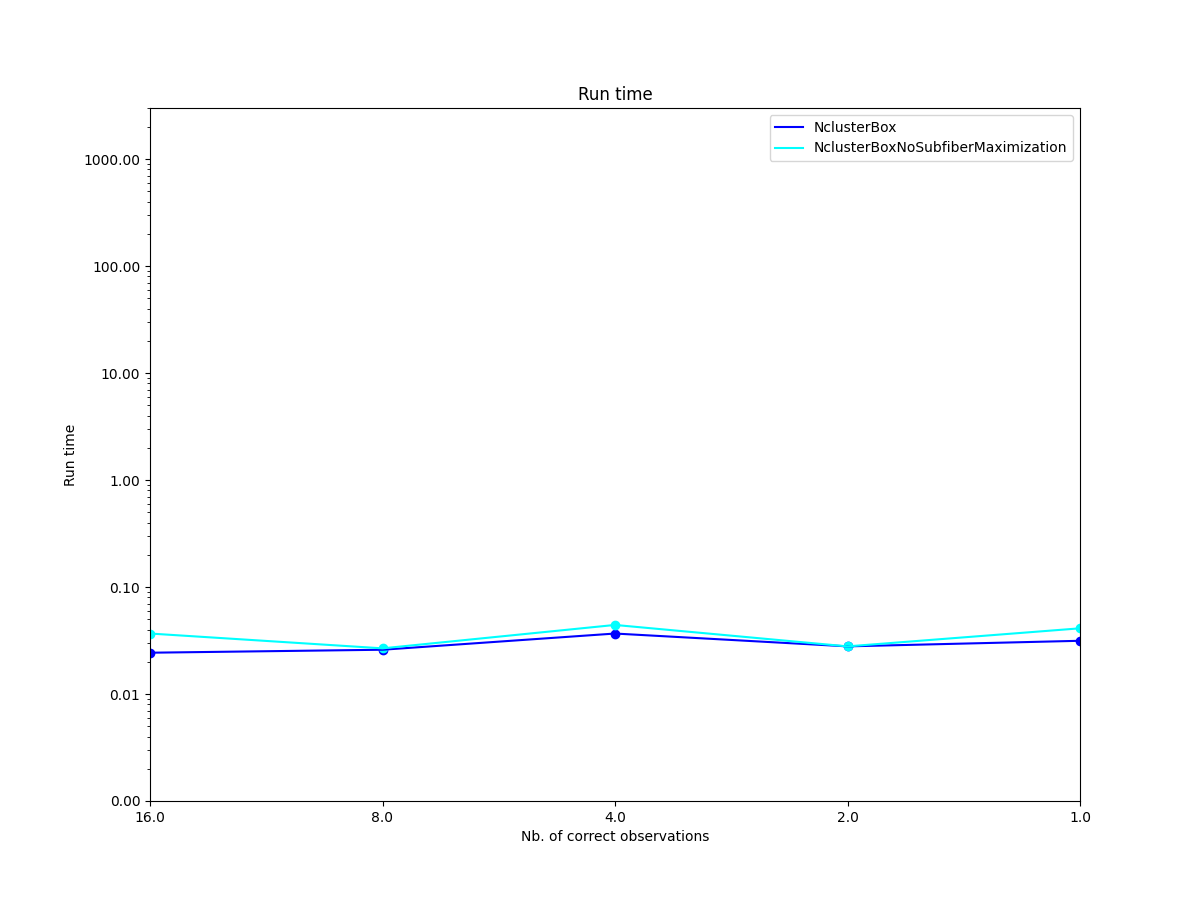 Run time
NclusterBox
NclusterBoxNoSubfiberMaximization
1000.00
100.00
10.00
1.00
0.10
0.01
0.00
Run time
16.0 8.0 4.0 2.0 1.0
Nb. of correct observations